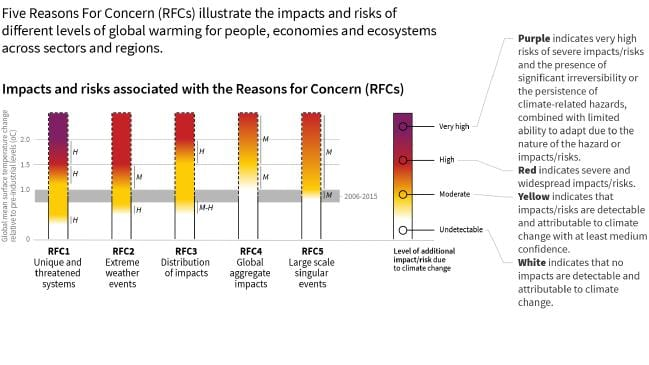 Five Reasons For Concern (RFCs) illustrate the impacts and risks of
different levels of global warming for people, economies and ecosystems
across sectors and regions.
Impacts and risks associated with the Reasons for Concern (RFCs)
Global mean surface temperature change
relative to pre-industrial levels (oC)
2.0
1.5
1.0
0
H
H
H
M
H
H
M-H
M
M
M
M
2006-2015
RFC1
Unique and
threatened
systems
RFC2
Extreme
weather
events
RFC3
Distribution
of impacts
RFC4
Global
aggregate
impacts
RFC5
Large scale
singular
events
Very high
High
Moderate
Undetectable
Level of additional
impact/risk due
to climate change
Purple indicates very high
risks of severe impacts/risks
and the presence of
significant irreversibility or
the persistence of
climate-related hazards,
combined with limited
ability to adapt due to the
nature of the hazard or
impacts/risks.
Red indicates severe and
widespread impacts/risks.
Yellow indicates that
impacts/risks are detectable
and attributable to climate
change with at least medium
confidence.
White indicates that no
impacts are detectable and
attributable to climate
change.